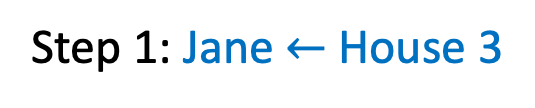 Step 1: Jane ← House 3